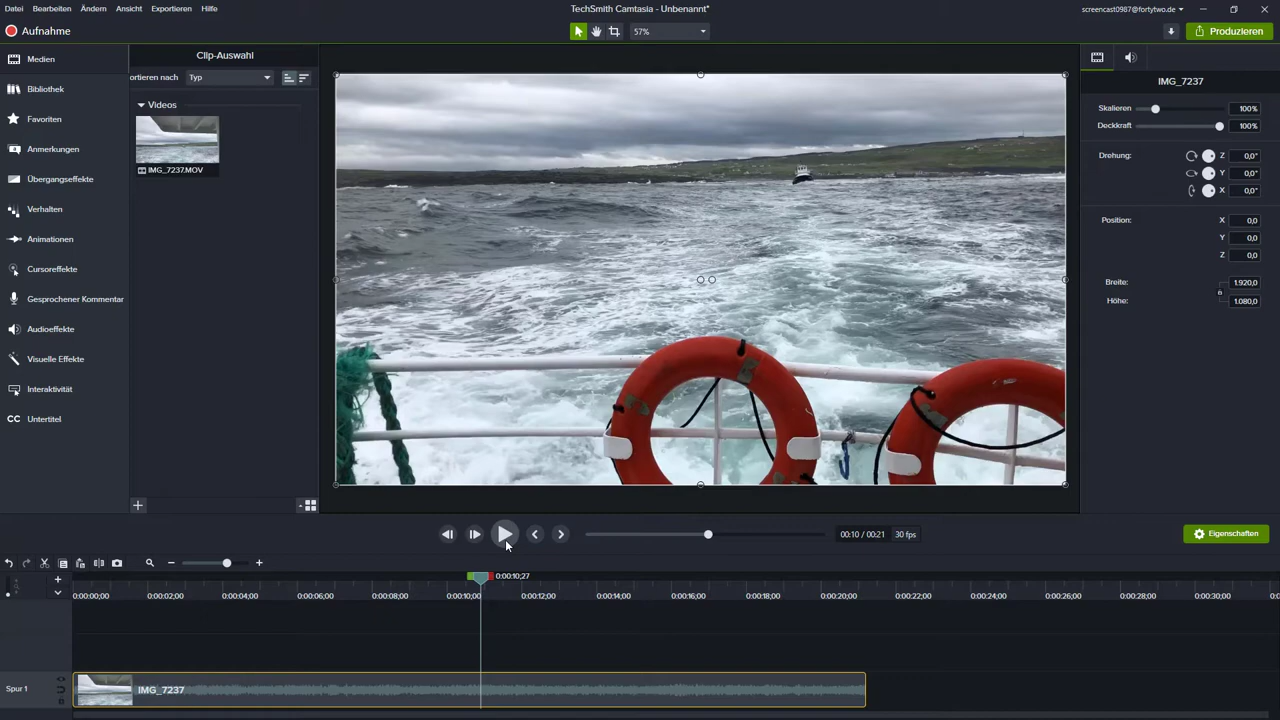 Datei Bearbeiten Ändern Ansicht Exportieren Hilfe
TechSmith Camtasia - Unbenannt*
screencast0987@fortytwo.de
Aufnahme
57%
Produzieren
Medien
Bibliothek
Favoriten
Anmerkungen
Übergangseffekte
Verhalten
Animationen
Cursoreffekte
Gesprochener Kommentar
Audioeffekte
Visuelle Effekte
Interaktivität
CC Untertitel
Clip-Auswahl
ortieren nach Typ
Videos
IMG_7237.MOV
IMG_7237
Skalieren 100%
Deckkraft 100%
Drehung: Z 0,0°
Y 0,0°
X 0,0°
Position: X 0,0
Y 0,0
Z 0,0
Breite: 1.920,0
Höhe: 1.080,0
00:10 / 00:21 30 fps
Eigenschaften
0:00:10;27
0:00:00;00 0:00:02;00 0:00:04;00 0:00:06;00 0:00:08;00 0:00:10;00 0:00:12;00 0:00:14;00 0:00:16;00 0:00:18;00 0:00:20;00 0:00:22;00 0:00:24;00 0:00:26;00 0:00:28;00 0:00:30;00
Spur 1
IMG_7237